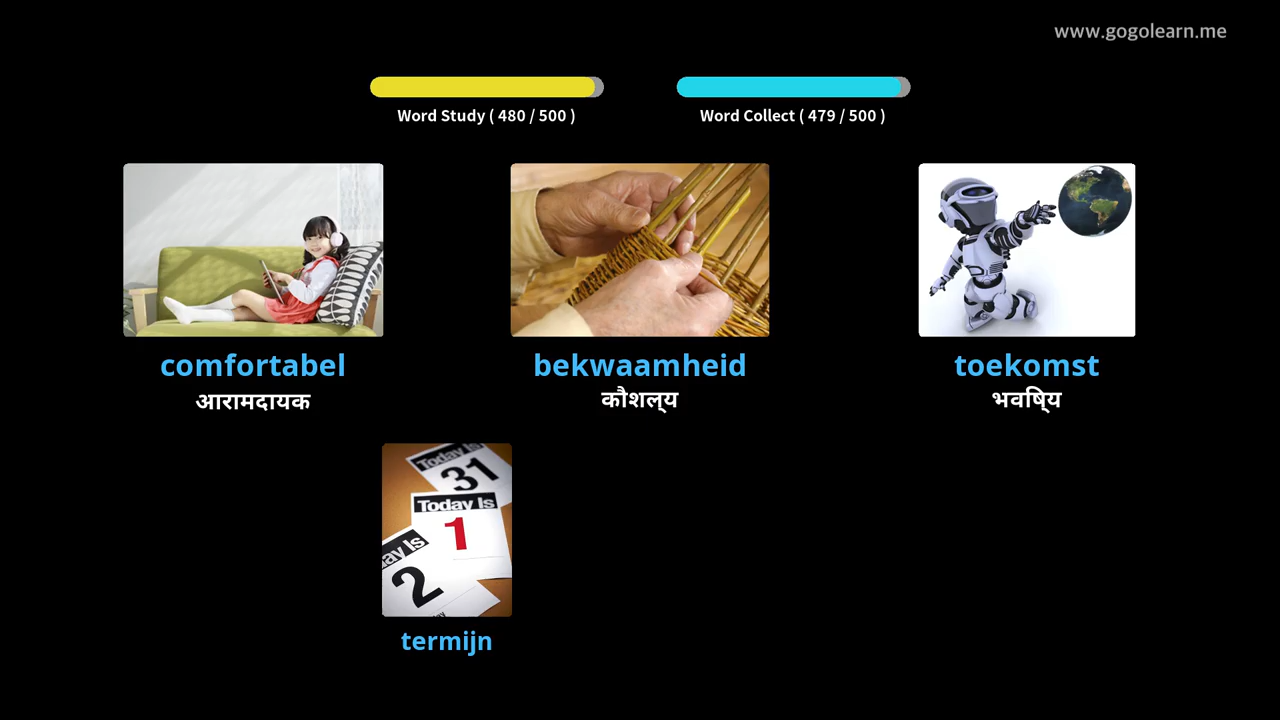 www.gogolearn.me
Word Study ( 480 / 500 )
Word Collect ( 479 / 500 )
comfortabel
bekwaamheid
toekomst
आरामदायक
कौशल्य
भविष्य
Today Is
31
Today Is
1
ay Is
2
termijn